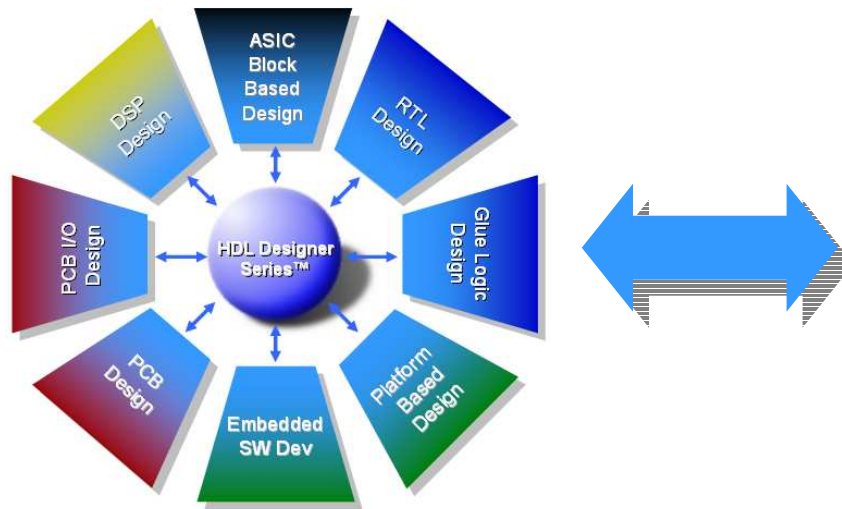 ASIC
Block
Based
Design
RTL
Design
Glue Logic
Design
Platform
Based
Design
Embedded
SW Dev
PCB
Design
PCB I/O
Design
DSP
Design
HDL Designer
Series™